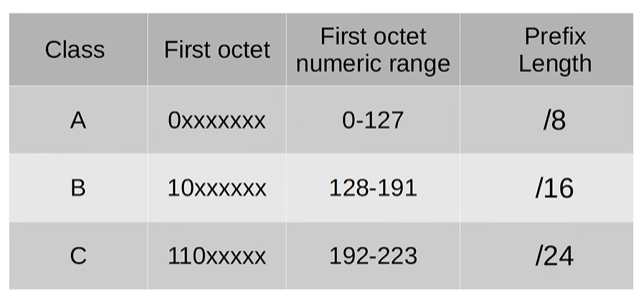 Class First octet First octet numeric range Prefix Length
A 0xxxxxxx 0-127 /8
B 10xxxxxx 128-191 /16
C 110xxxxx 192-223 /24